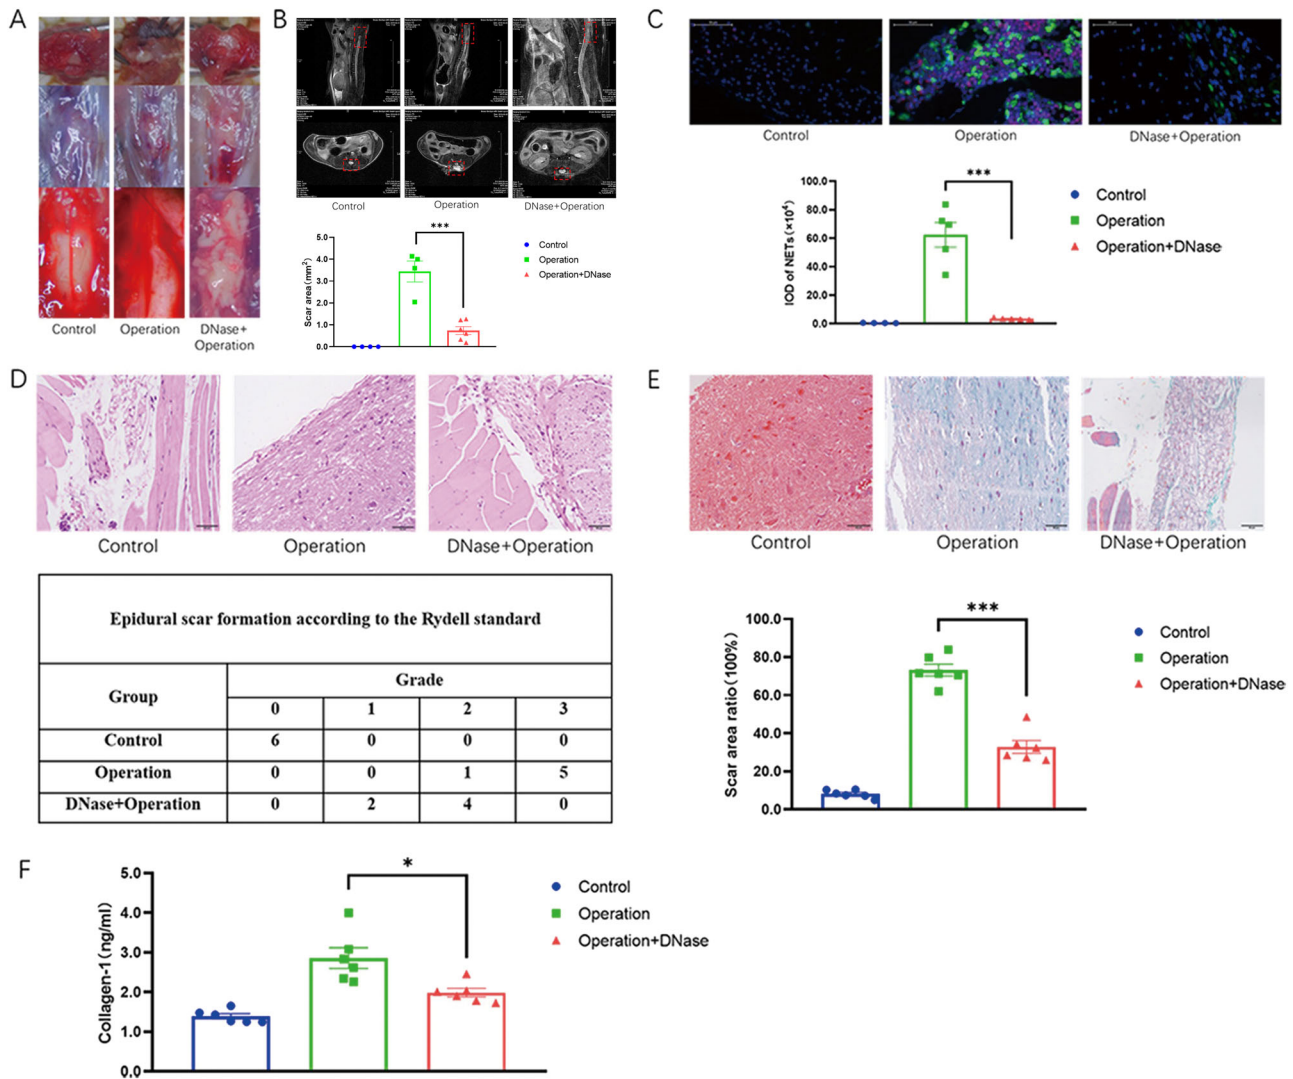 A
Control
Operation
DNase+
Operation
B
Control
Operation
DNase+Operation
***
5.0
4.0
3.0
2.0
1.0
0.0
Scar area(mm²)
Control
Operation
Operation+DNase
C
Control
Operation
DNase+Operation
***
100.0
80.0
60.0
40.0
20.0
0.0
IOD of NETs(×10⁴)
Control
Operation
Operation+DNase
D
Control
Operation
DNase+Operation
Epidural scar formation according to the Rydell standard
Group
Grade
0 1 2 3
Control 6 0 0 0
Operation 0 0 1 5
DNase+Operation 0 2 4 0
E
Control
Operation
DNase+Operation
***
100.0
80.0
60.0
40.0
20.0
0.0
Scar area ratio(100%)
Control
Operation
Operation+DNase
F
*
5.0
4.0
3.0
2.0
1.0
0.0
Collagen-1(ng/ml)
Control
Operation
Operation+DNase